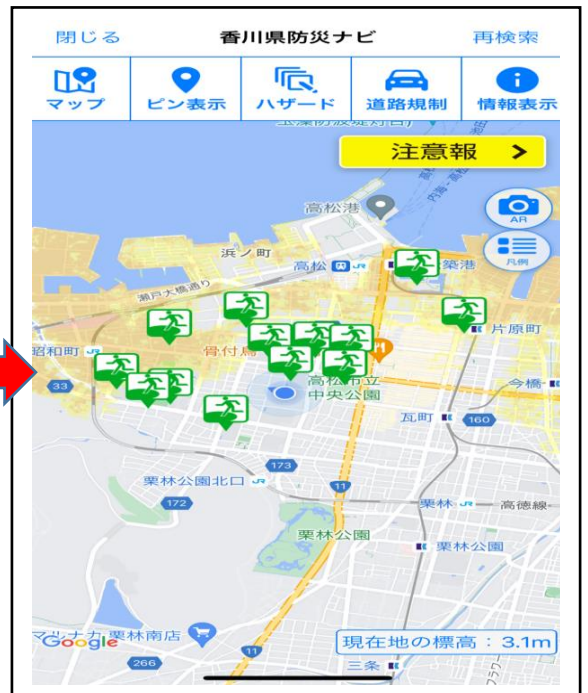 閉じる
香川県防災ナビ
再検索
マップ
ピン表示
ハザード
道路規制
情報表示
注意報 >
AR
凡例
高松港
内海・
浜ノ町
高松
JR
築港
瀬戸大橋通り
片原町
昭和町 JR
骨付鳥
33
高松市立
中央公園
今橋
瓦町
160
173
栗林公園北口 JR
11
172
栗林 JR
高徳線
栗林公園
栗林公園
マルナカ 栗林南店
Google
現在地の標高：3.1m
266
11
三条